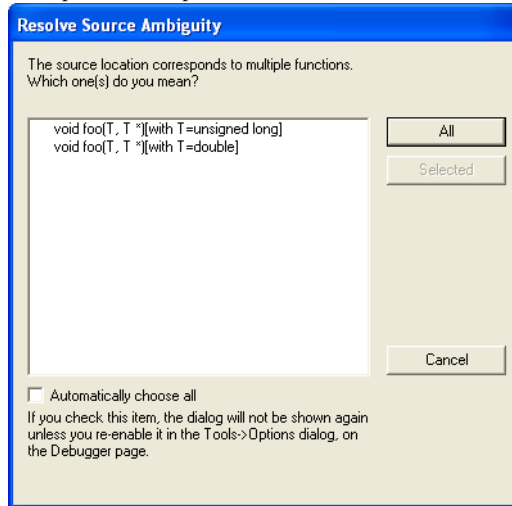 Resolve Source Ambiguity
The source location corresponds to multiple functions.
Which one(s) do you mean?
void foo(T, T *)[with T=unsigned long]
void foo(T, T *)[with T=double]
All
Selected
Cancel
Automatically choose all
If you check this item, the dialog will not be shown again
unless you re-enable it in the Tools->Options dialog, on
the Debugger page.